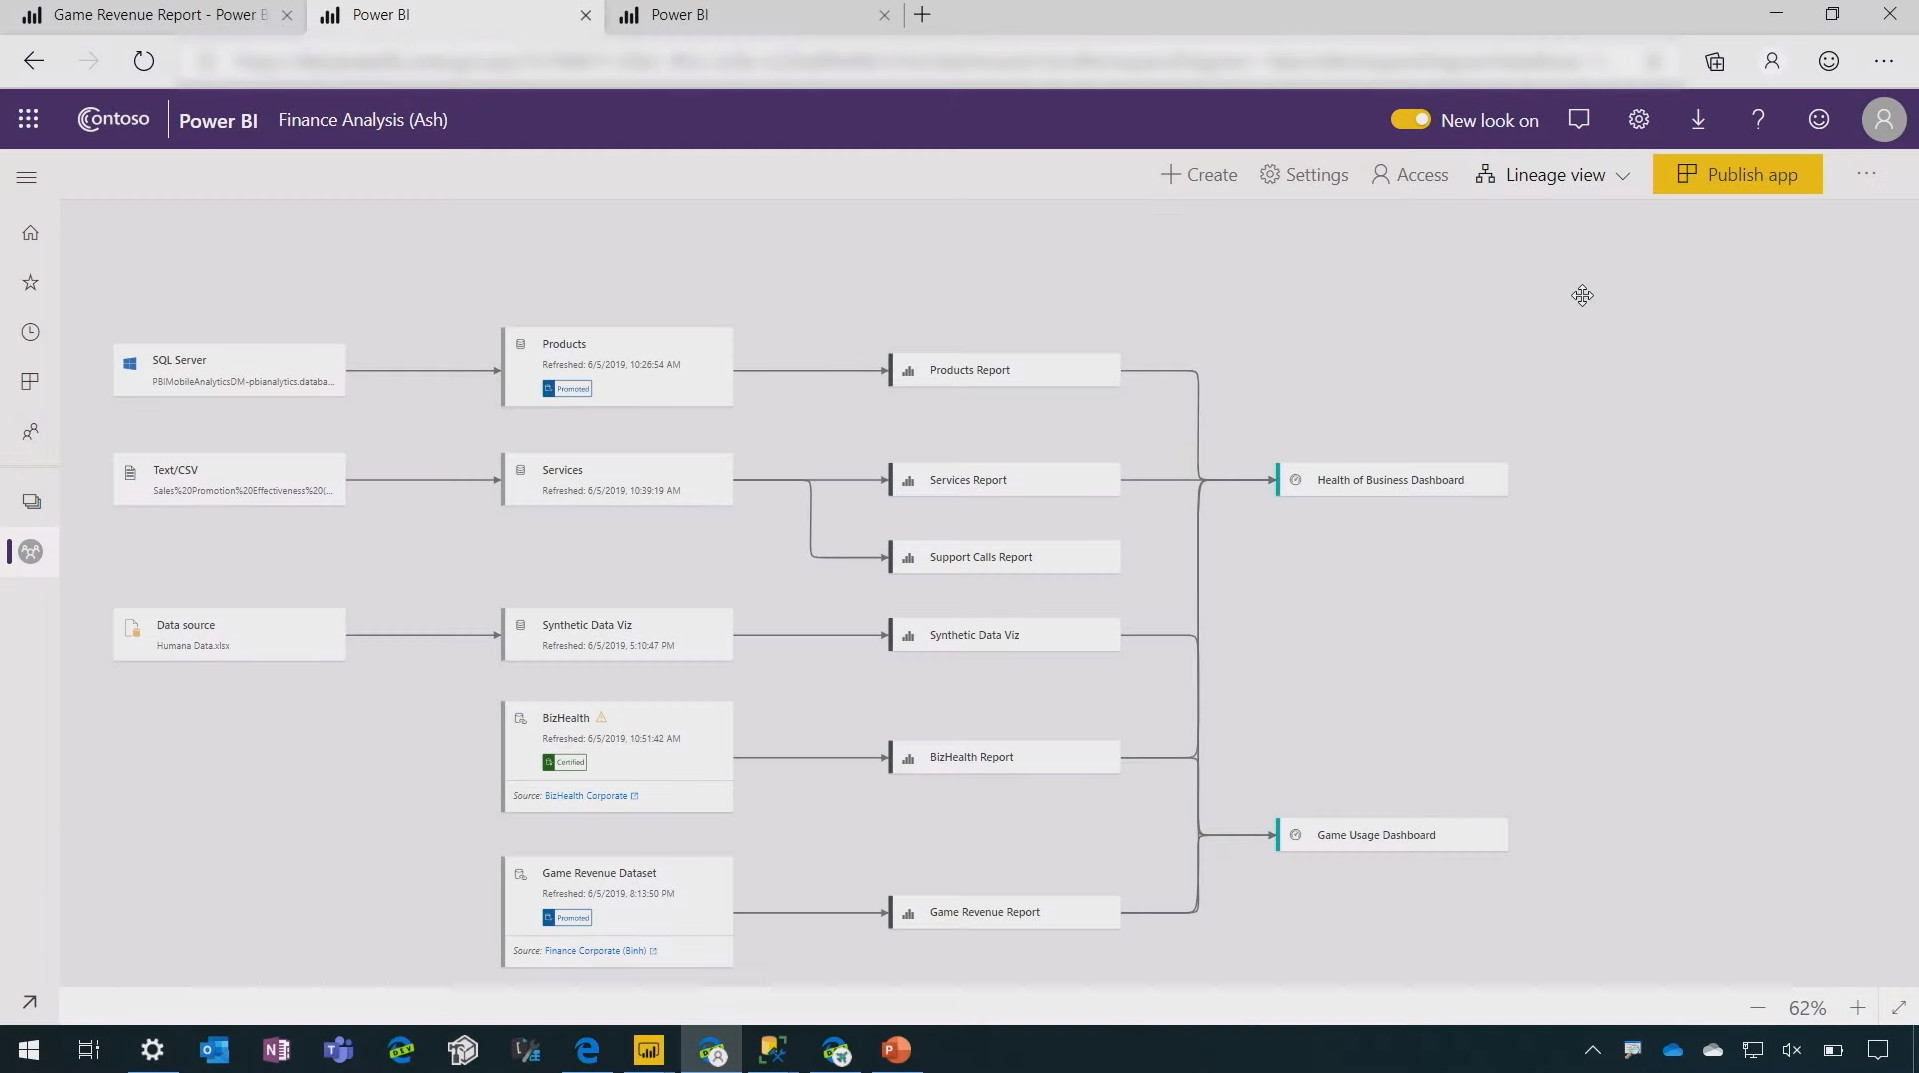 Game Revenue Report - Power B
Power BI
Power BI
Contoso
Power BI
Finance Analysis (Ash)
New look on
Create
Settings
Access
Lineage view
Publish app
SQL Server
PBIMobileAnalyticsDM-pbianalytics.databa...
Products
Refreshed: 6/5/2019, 10:26:54 AM
Promoted
Products Report
Text/CSV
Sales%20Promotion%20Effectiveness%20(...
Services
Refreshed: 6/5/2019, 10:39:19 AM
Services Report
Health of Business Dashboard
Support Calls Report
Data source
Humana Data.xlsx
Synthetic Data Viz
Refreshed: 6/5/2019, 5:10:47 PM
Synthetic Data Viz
BizHealth
Refreshed: 6/5/2019, 10:51:42 AM
Certified
Source: BizHealth Corporate
BizHealth Report
Game Usage Dashboard
Game Revenue Dataset
Refreshed: 6/5/2019, 8:13:50 PM
Promoted
Source: Finance Corporate (Binh)
Game Revenue Report
62%
DEV